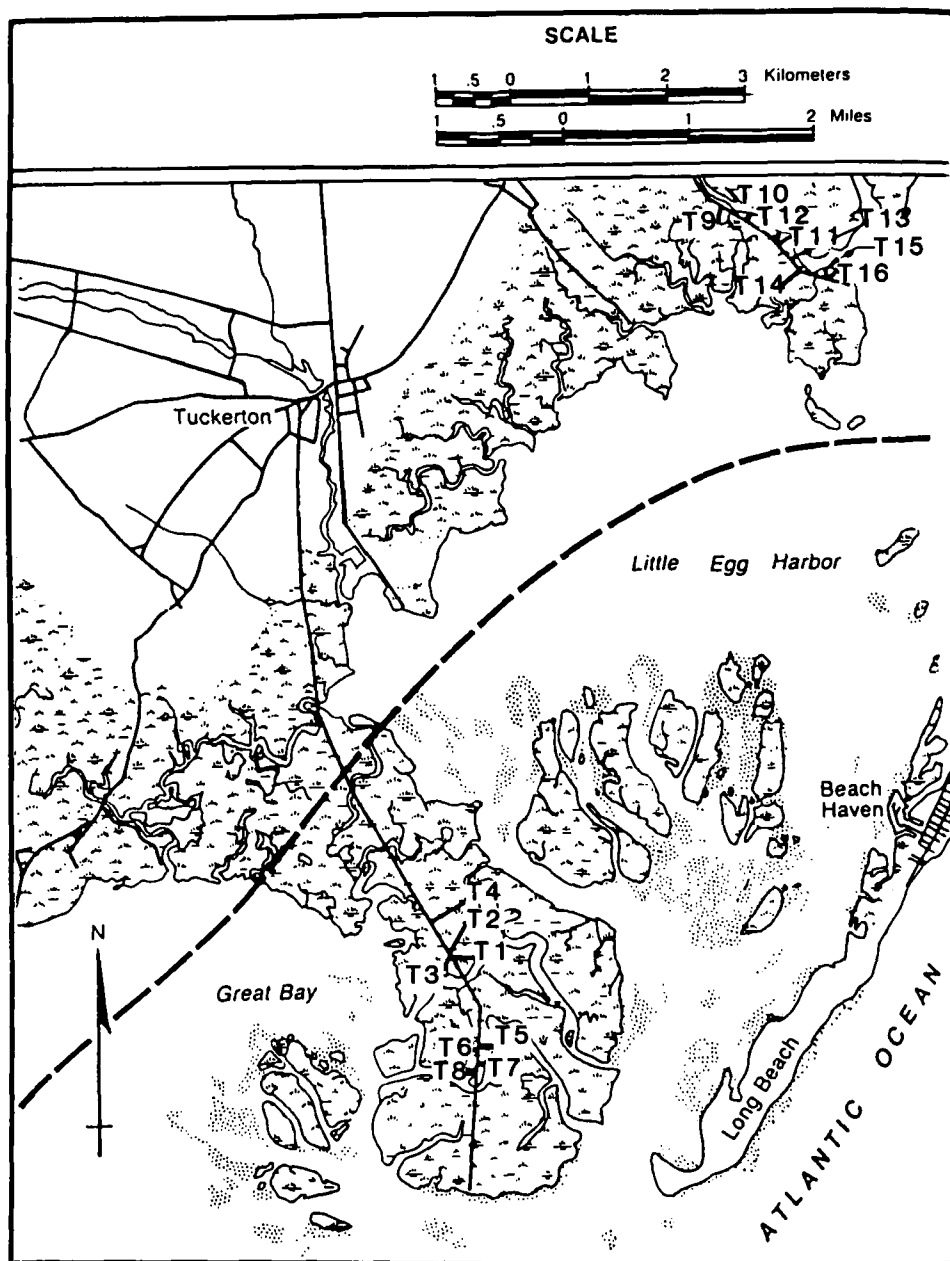 SCALE
1 .5 0 1 2 3 Kilometers
1 .5 0 1 2 Miles
T10
T9 T12 T13
T11
T15
T16
T14
Tuckerton
Little Egg Harbor
Beach
Haven
T4
T2
T1
T3
N
Great Bay
T5
T6
T8 T7
Long Beach
ATLANTIC OCEAN